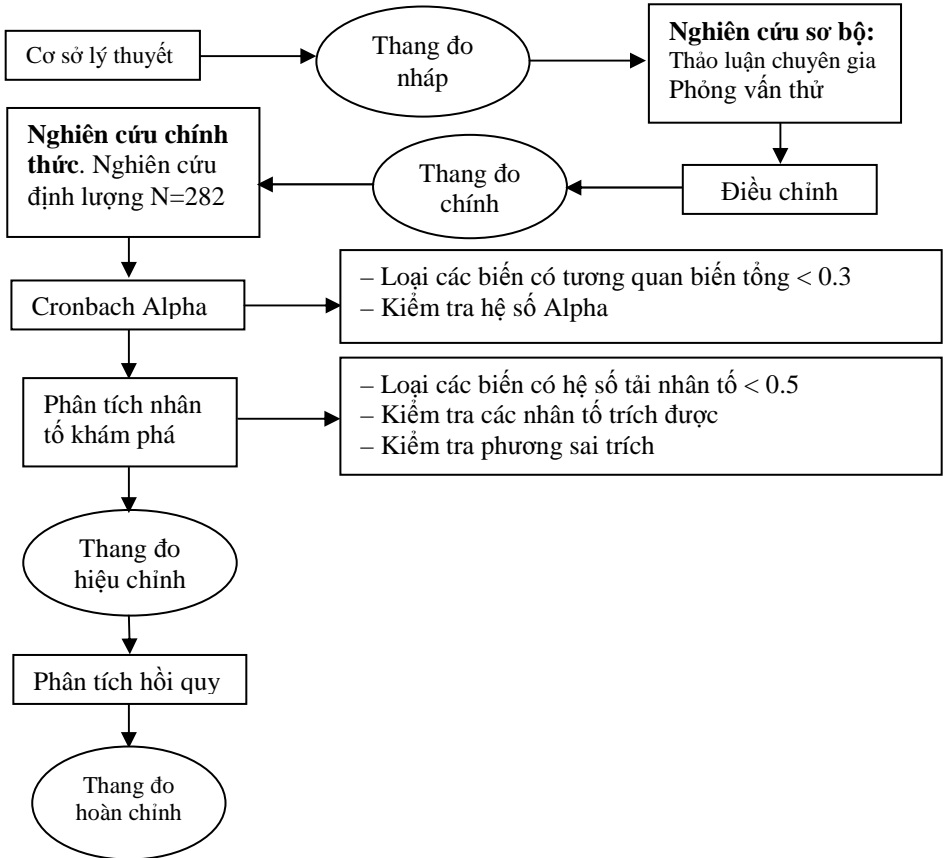 Cơ sở lý thuyết
Thang đo
nháp
Nghiên cứu sơ bộ:
Thảo luận chuyên gia
Phỏng vấn thử
Nghiên cứu chính
thức. Nghiên cứu
định lượng N=282
Thang đo
chính
Điều chỉnh
Cronbach Alpha
– Loại các biến có tương quan biến tổng < 0.3
– Kiểm tra hệ số Alpha
Phân tích nhân
tố khám phá
– Loại các biến có hệ số tải nhân tố < 0.5
– Kiểm tra các nhân tố trích được
– Kiểm tra phương sai trích
Thang đo
hiệu chỉnh
Phân tích hồi quy
Thang đo
hoàn chỉnh